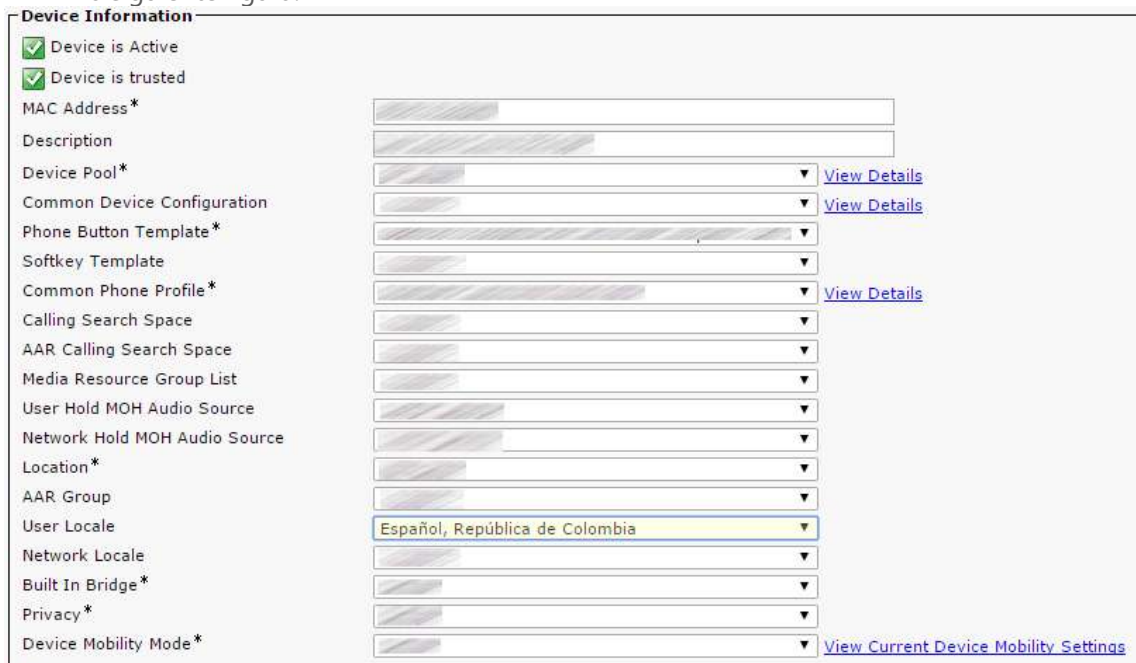 Device Information
Device is Active
Device is trusted
MAC Address*
Description
Device Pool* View Details
Common Device Configuration View Details
Phone Button Template*
Softkey Template
Common Phone Profile* View Details
Calling Search Space
AAR Calling Search Space
Media Resource Group List
User Hold MOH Audio Source
Network Hold MOH Audio Source
Location*
AAR Group
User Locale Español, República de Colombia
Network Locale
Built In Bridge*
Privacy*
Device Mobility Mode* View Current Device Mobility Settings